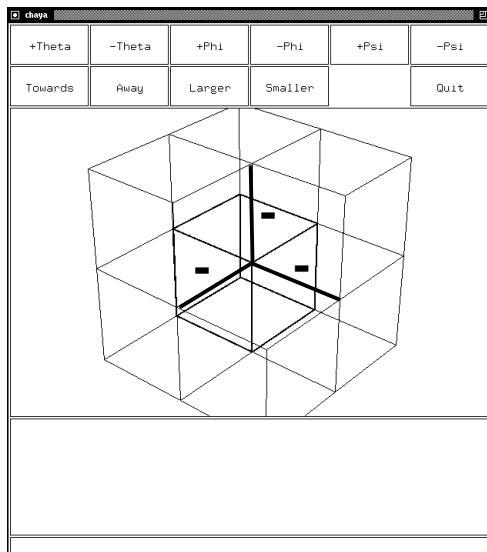 chaya
+Theta -Theta +Phi -Phi +Psi -Psi
Towards Away Larger Smaller Quit